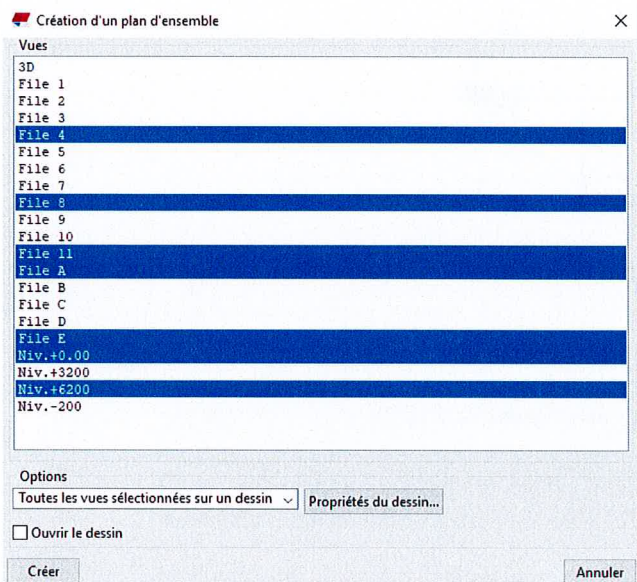 Création d'un plan d'ensemble
Vues
3D
File 1
File 2
File 3
File 4
File 5
File 6
File 7
File 8
File 9
File 10
File 11
File A
File B
File C
File D
File E
Niv.+0.00
Niv.+3200
Niv.+6200
Niv.-200
Options
Toutes les vues sélectionnées sur un dessin
Propriétés du dessin...
Ouvrir le dessin
Créer
Annuler